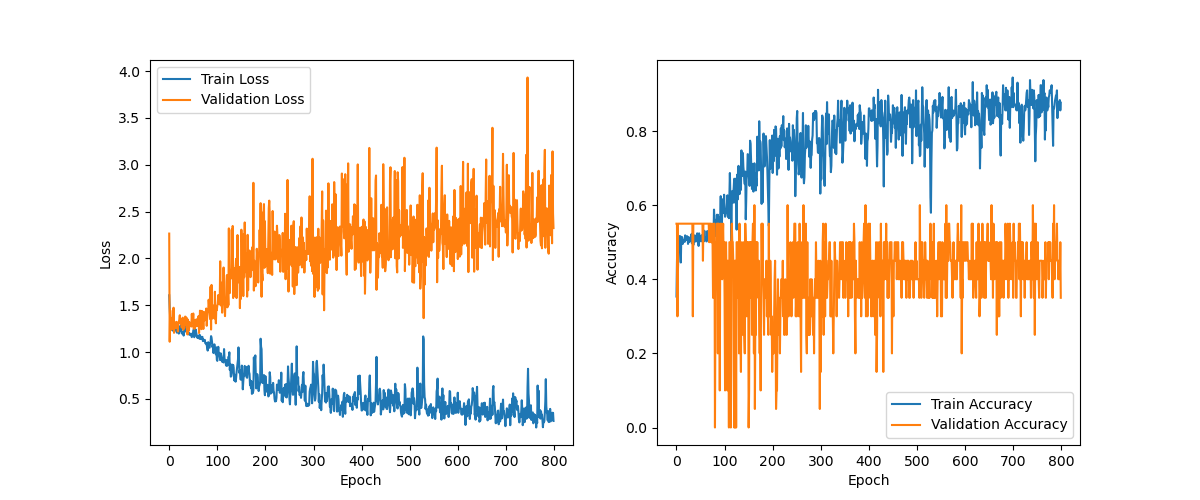 Train Loss
Validation Loss
4.0
3.5
3.0
2.5
2.0
1.5
1.0
0.5
Loss
0 100 200 300 400 500 600 700 800
Epoch
0.8
0.6
0.4
0.2
0.0
Accuracy
Train Accuracy
Validation Accuracy
0 100 200 300 400 500 600 700 800
Epoch